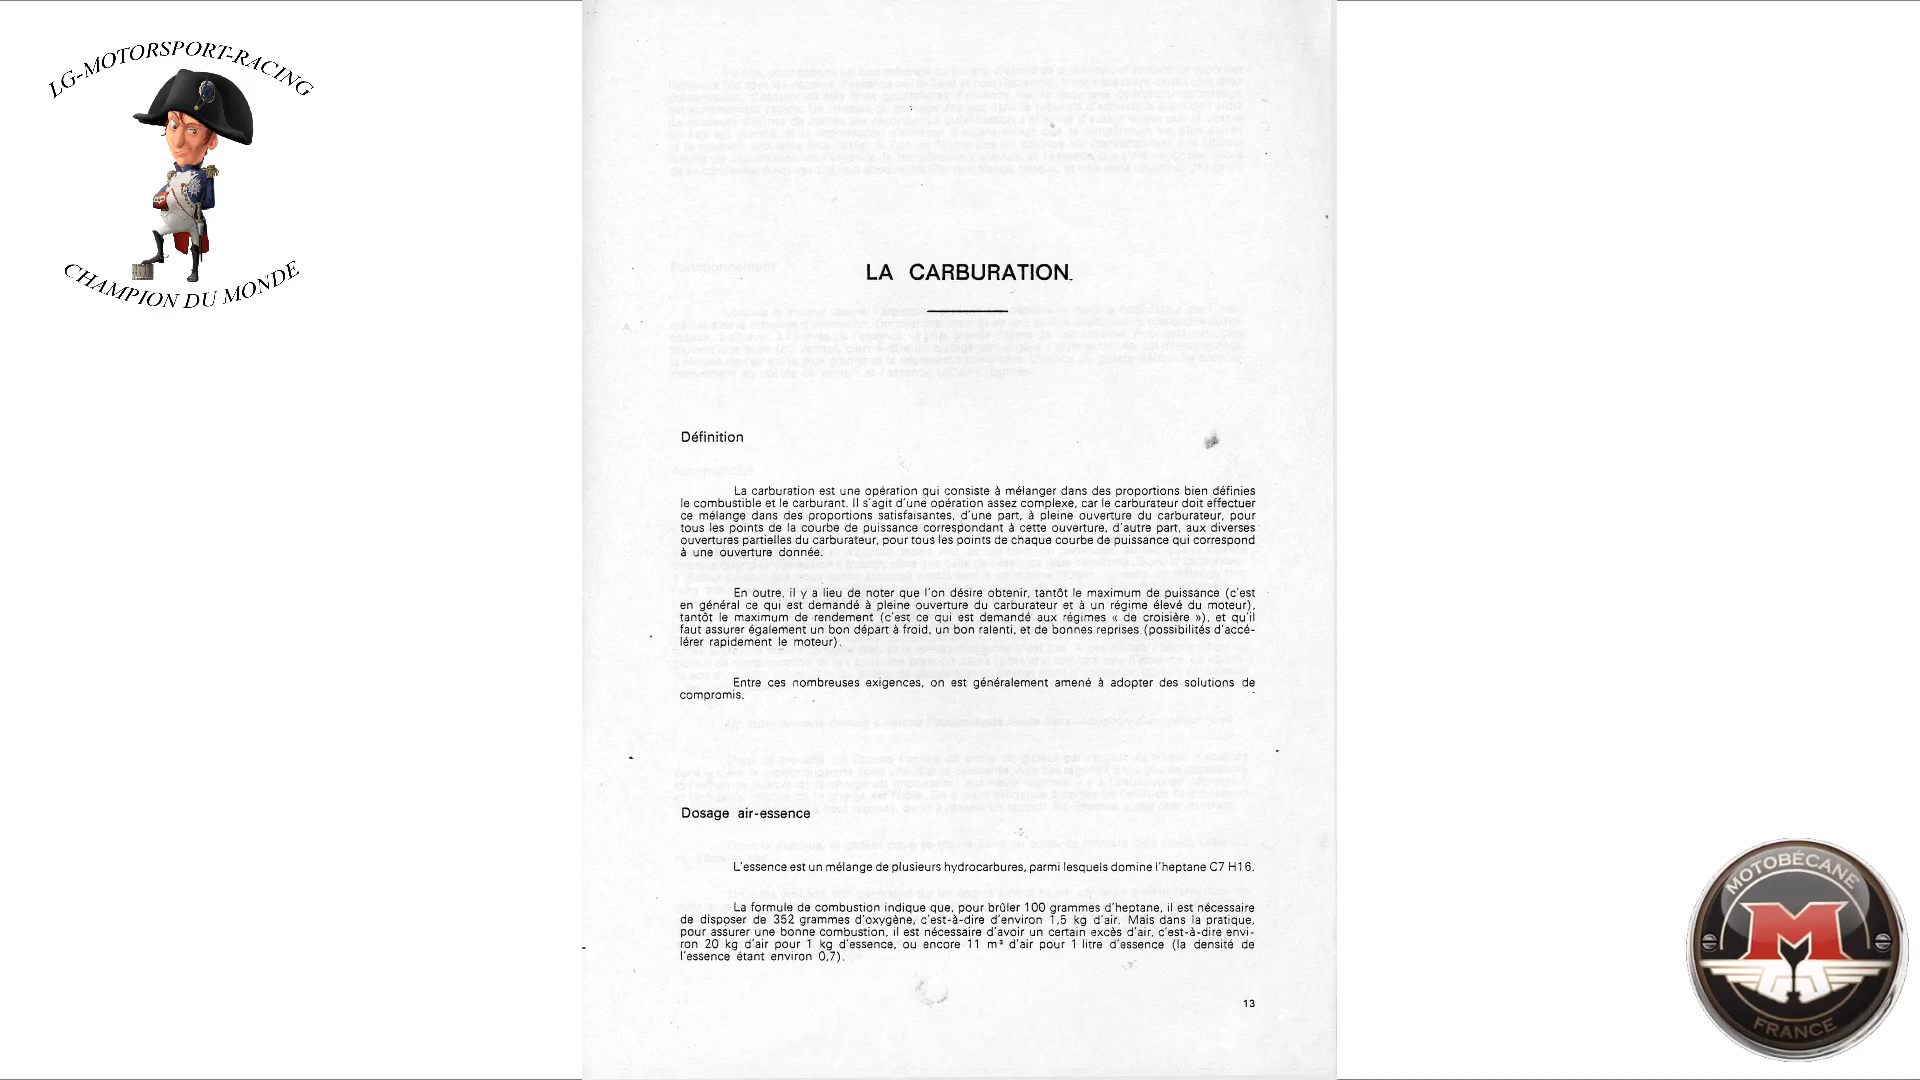 LG-MOTORSPORT-RACING
CHAMPION DU MONDE
LA CARBURATION
Définition
La carburation est une opération qui consiste à mélanger dans des proportions bien définies
le combustible et le carburant. Il s'agit d'une opération assez complexe, car le carburateur doit effectuer
ce mélange dans des proportions satisfaisantes, d'une part, à pleine ouverture du carburateur, pour
tous les points de la courbe de puissance correspondant à cette ouverture, d'autre part, aux diverses
ouvertures partielles du carburateur, pour tous les points de chaque courbe de puissance qui correspond
à une ouverture donnée.
En outre, il y a lieu de noter que l'on désire obtenir, tantôt le maximum de puissance (c'est
en général ce qui est demandé à pleine ouverture du carburateur et à un régime élevé du moteur),
tantôt le maximum de rendement (c'est ce qui est demandé aux régimes « de croisière »), et qu'il
faut assurer également un bon départ à froid, un bon ralenti, et de bonnes reprises (possibilités d'accé-
lérer rapidement le moteur).
Entre ces nombreuses exigences, on est généralement amené à adopter des solutions de
compromis.
Dosage air-essence
L'essence est un mélange de plusieurs hydrocarbures, parmi lesquels domine l'heptane C7 H16.
La formule de combustion indique que, pour brûler 100 grammes d'heptane, il est nécessaire
de disposer de 352 grammes d'oxygène, c'est-à-dire d'environ 1,5 kg d'air. Mais dans la pratique,
pour assurer une bonne combustion, il est nécessaire d'avoir un certain excès d'air, c'est-à-dire envi-
ron 20 kg d'air pour 1 kg d'essence, ou encore 11 m³ d'air pour 1 litre d'essence (la densité de
l'essence étant environ 0,7).
13
MOTOBÉCANE
M
FRANCE